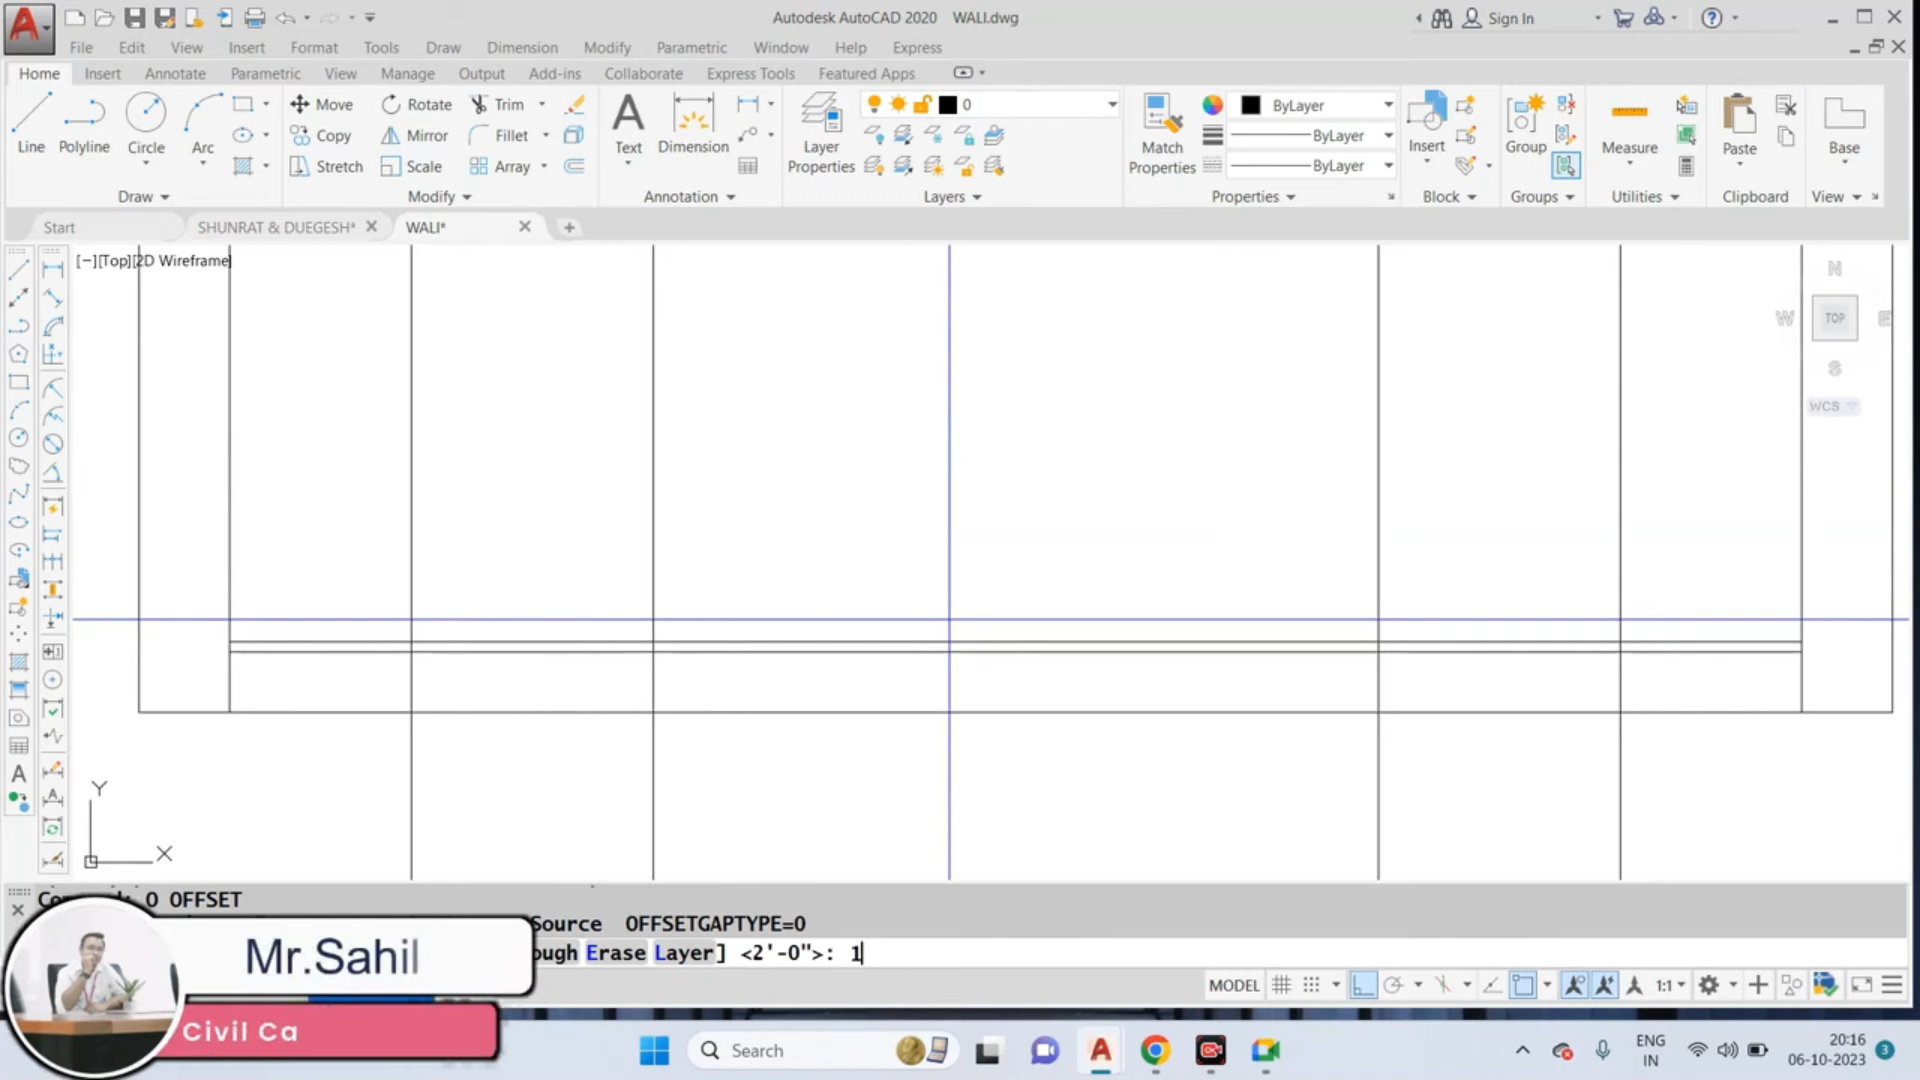 Autodesk AutoCAD 2020 WALI.dwg
Sign In
File Edit View Insert Format Tools Draw Dimension Modify Parametric Window Help Express
Home Insert Annotate Parametric View Manage Output Add-ins Collaborate Express Tools Featured Apps
Line Polyline Circle Arc
Move Rotate Trim
Copy Mirror Fillet
Stretch Scale Array
Text Dimension
Layer Properties
0
Match Properties
ByLayer
ByLayer
ByLayer
Insert
Group
Measure
Paste
Base
Draw Modify Annotation Layers Properties Block Groups Utilities Clipboard View
Start SHUNRAT & DUEGESH* WALI*
[−][Top][2D Wireframe]
N
W TOP E
S
WCS
Y
X
O OFFSET
Source OFFSETGAPTYPE=0
ough Erase Layer] <2'-0">: 1
Mr.Sahil
Civil Ca
MODEL 1:1
Search
ENG
IN
20:16
06-10-2023
3